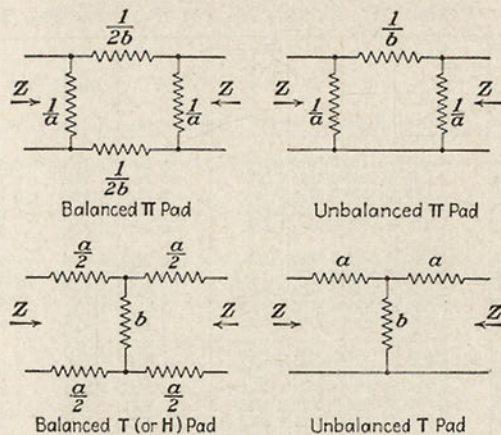 1/2b
1/b
Z
1/a
1/a
Z
Z
1/a
1/a
Z
1/2b
Balanced Π Pad
Unbalanced Π Pad
a/2
a/2
a
a
Z
b
Z
Z
b
Z
a/2
a/2
Balanced T (or H) Pad
Unbalanced T Pad